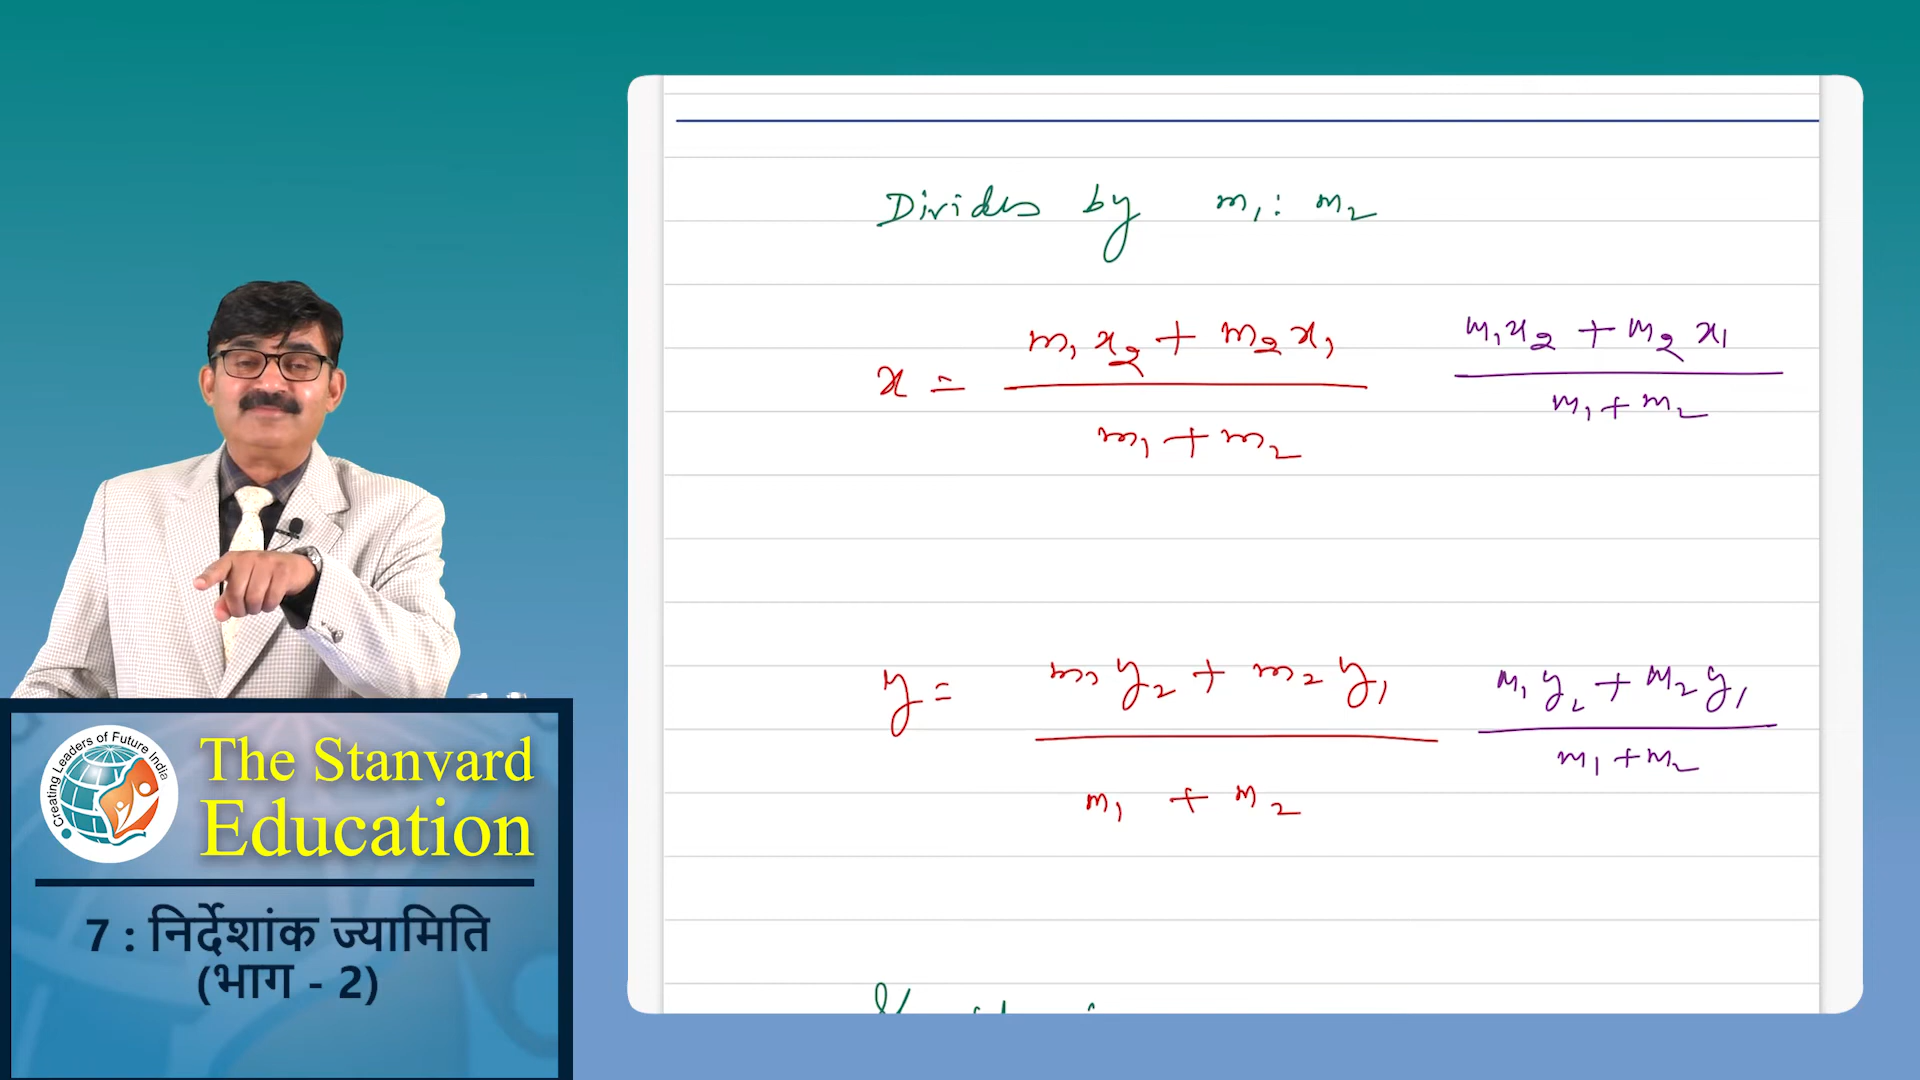 Divides by m₁ : m₂
x = (m₁x₂ + m₂x₁) / (m₁ + m₂)
(m₁x₂ + m₂x₁) / (m₁ + m₂)
y = (m₁y₂ + m₂y₁) / (m₁ + m₂)
(m₁y₂ + m₂y₁) / (m₁ + m₂)
Creating Leaders of Future India
The Stanvard
Education
7 : निर्देशांक ज्यामिति
(भाग - 2)